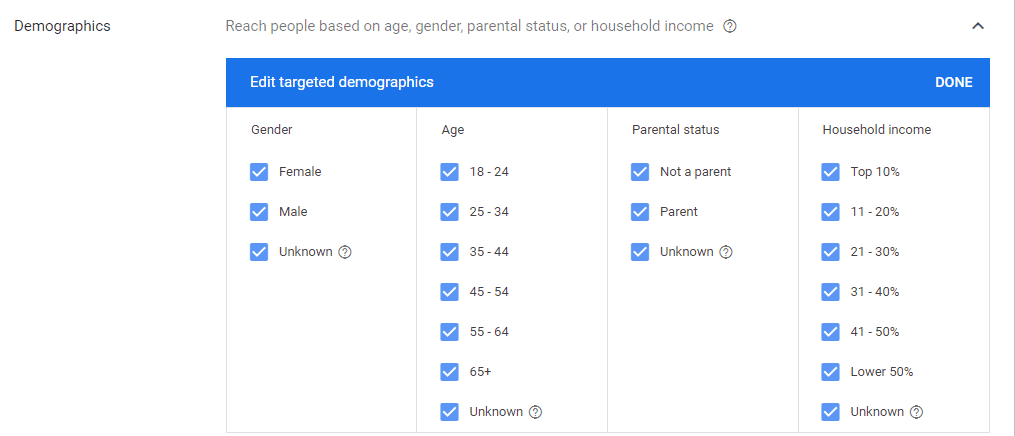 Demographics
Reach people based on age, gender, parental status, or household income
Edit targeted demographics
DONE
Gender
Female
Male
Unknown
Age
18 - 24
25 - 34
35 - 44
45 - 54
55 - 64
65+
Unknown
Parental status
Not a parent
Parent
Unknown
Household income
Top 10%
11 - 20%
21 - 30%
31 - 40%
41 - 50%
Lower 50%
Unknown